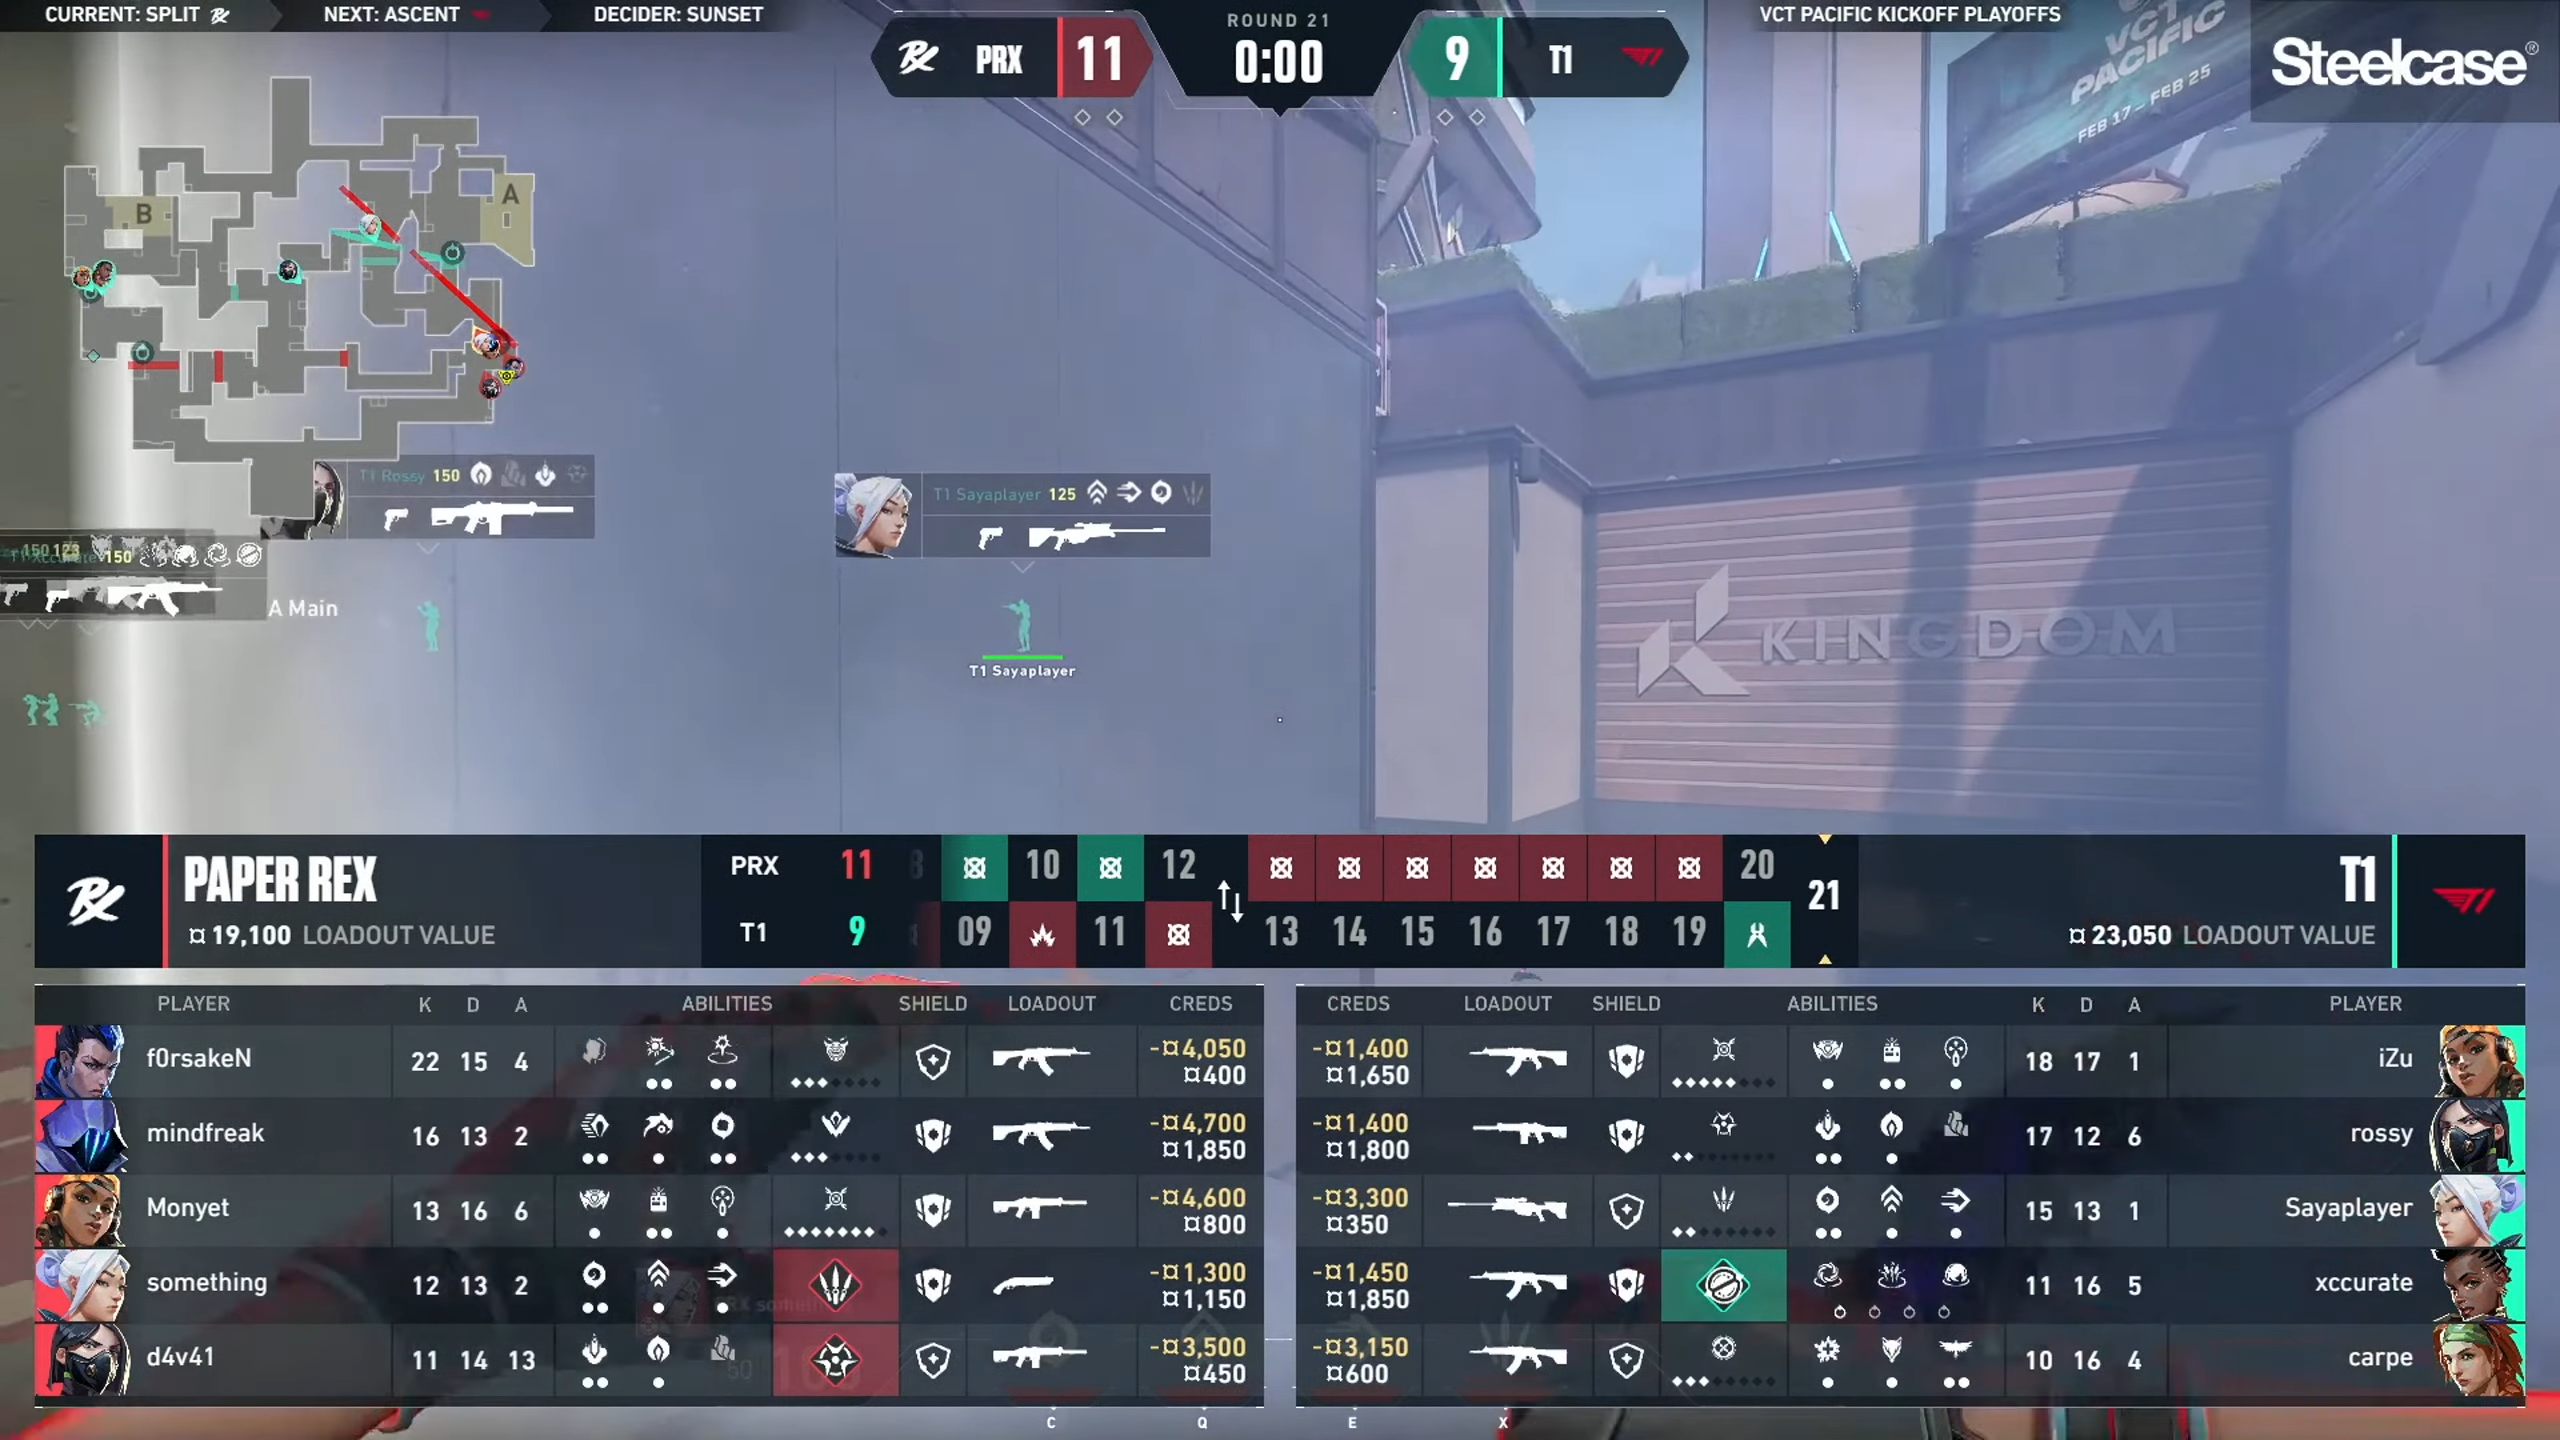 CURRENT: SPLIT
NEXT: ASCENT
DECIDER: SUNSET
PRX 11
ROUND 21
0:00
9 T1
VCT PACIFIC KICKOFF PLAYOFFS
Steelcase®
VCT
PACIFIC
FEB 17 – FEB 25
B
A
T1 Rossy 150
T1 Sayaplayer 125
150 123
T1 Xccurate 150
A Main
T1 Sayaplayer
KINGDOM
PAPER REX
¤ 19,100 LOADOUT VALUE
PRX 11 8 10 12 20
21
T1 9 09 11 13 14 15 16 17 18 19
T1
¤ 23,050 LOADOUT VALUE
PLAYER K D A ABILITIES SHIELD LOADOUT CREDS
f0rsakeN 22 15 4 -¤4,050
¤400
mindfreak 16 13 2 -¤4,700
¤1,850
Monyet 13 16 6 -¤4,600
¤800
something 12 13 2 -¤1,300
¤1,150
d4v41 11 14 13 -¤3,500
¤450
CREDS LOADOUT SHIELD ABILITIES K D A PLAYER
-¤1,400 18 17 1 iZu
¤1,650
-¤1,400 17 12 6 rossy
¤1,800
-¤3,300 15 13 1 Sayaplayer
¤350
-¤1,450 11 16 5 xccurate
¤1,850
-¤3,150 10 16 4 carpe
¤600
C Q E X